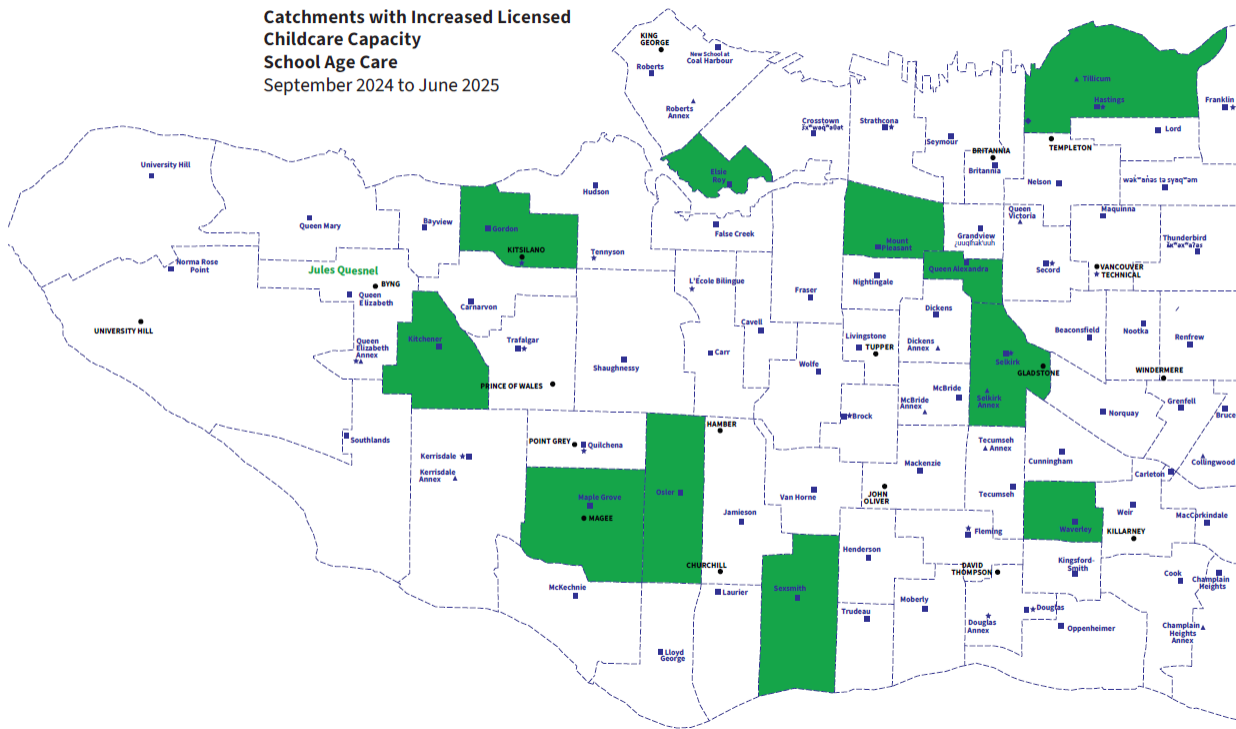 Catchments with Increased Licensed
Childcare Capacity
School Age Care
September 2024 to June 2025
KING
GEORGE
New School at
Coal Harbour
Roberts
Roberts
Annex
Tillicum
Hastings
Franklin
Crosstown
Strathcona
Seymour
BRITANNIA
Britannia
TEMPLETON
Lord
University Hill
Elsie
Roy
Hudson
Nelson
Queen Mary
Bayview
Gordon
False Creek
Queen
Victoria
Maquinna
Grandview
Mount
Pleasant
Thunderbird
KITSILANO
Tennyson
Norma Rose
Point
Jules Quesnel
BYNG
Queen
Elizabeth
L'École Bilingue
Nightingale
Queen Alexandra
Secord
VANCOUVER
TECHNICAL
Carnarvon
Fraser
Dickens
UNIVERSITY HILL
Cavell
Beaconsfield
Nootka
Renfrew
Queen
Elizabeth
Annex
Kitchener
Trafalgar
Carr
Livingstone
TUPPER
Dickens
Annex
Selkirk
Shaughnessy
Wolfe
GLADSTONE
WINDERMERE
PRINCE OF WALES
McBride
McBride
Annex
Selkirk
Annex
Brock
Norquay
Grenfell
Bruce
Southlands
POINT GREY
Quilchena
HAMBER
Tecumseh
Annex
Kerrisdale
Kerrisdale
Annex
Mackenzie
Cunningham
Carleton
Collingwood
Maple Grove
MAGEE
Osler
Van Horne
JOHN
OLIVER
Tecumseh
Jamieson
Weir
MacCorkindale
Fleming
Waverley
KILLARNEY
Henderson
CHURCHILL
DAVID
THOMPSON
Kingsford-
Smith
Cook
Champlain
Heights
McKechnie
Laurier
Sexsmith
Moberly
Trudeau
Douglas
Douglas
Annex
Oppenheimer
Champlain
Heights
Annex
Lloyd
George